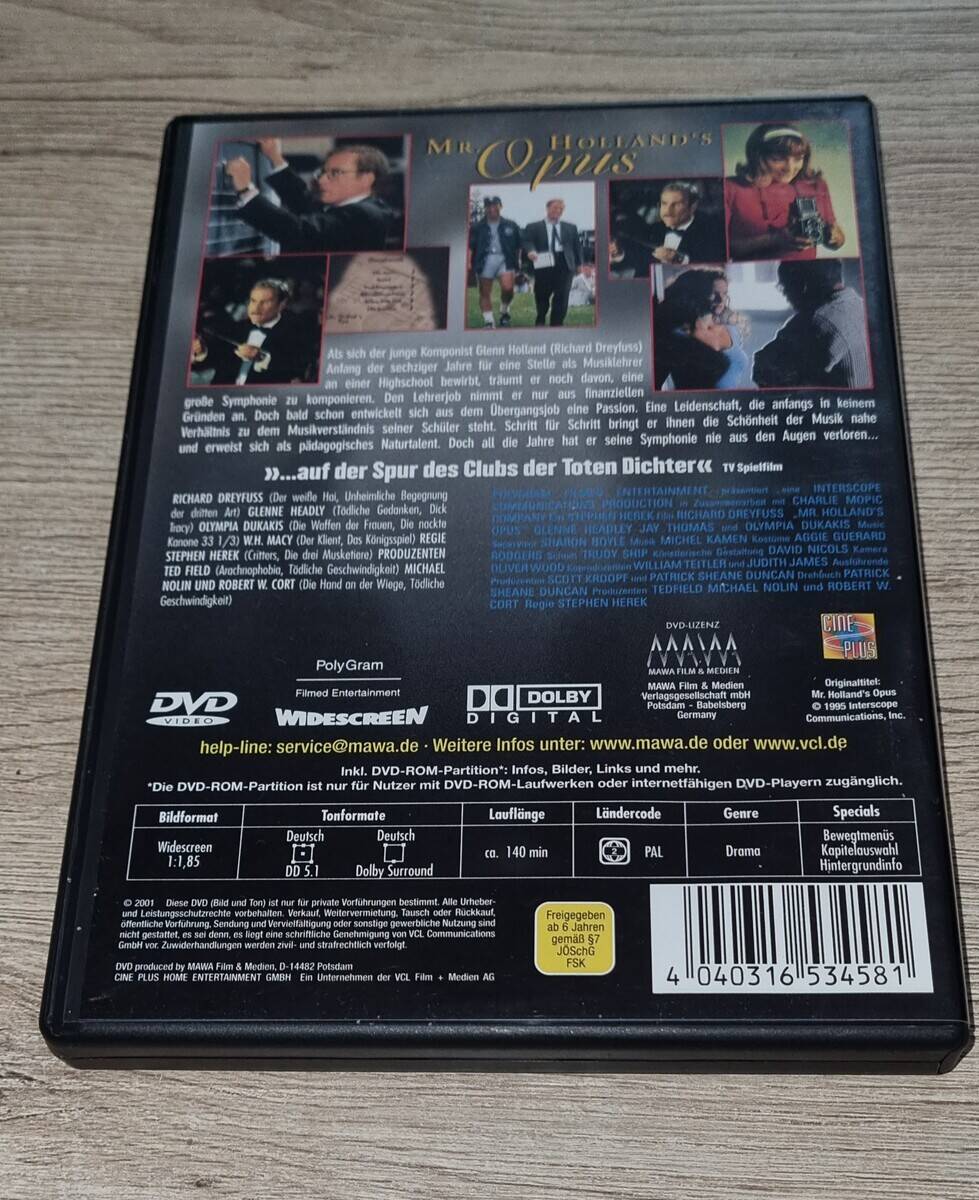 MR. HOLLAND'S
Opus
Als sich der junge Komponist Glenn Holland (Richard Dreyfuss)
Anfang der sechziger Jahre für eine Stelle als Musiklehrer
an einer Highschool bewirbt, träumt er noch davon, eine
große Symphonie zu komponieren. Den Lehrerjob nimmt er nur aus finanziellen
Gründen an. Doch bald schon entwickelt sich aus dem Übergangsjob eine Passion. Eine Leidenschaft, die anfangs in keinem
Verhältnis zu dem Musikverständnis seiner Schüler steht. Schritt für Schritt bringt er ihnen die Schönheit der Musik nahe
und erweist sich als pädagogisches Naturtalent. Doch all die Jahre hat er seine Symphonie nie aus den Augen verloren...
»...auf der Spur des Clubs der Toten Dichter« TV Spielfilm
RICHARD DREYFUSS (Der weiße Hai, Unheimliche Begegnung
der dritten Art) GLENNE HEADLY (Tödliche Gedanken, Dick
Tracy) OLYMPIA DUKAKIS (Die Waffen der Frauen, Die nackte
Kanone 33 1/3) W.H. MACY (Der Klient, Das Königsspiel) REGIE
STEPHEN HEREK (Critters, Die drei Musketiere) PRODUZENTEN
TED FIELD (Arachnophobia, Tödliche Geschwindigkeit) MICHAEL
NOLIN UND ROBERT W. CORT (Die Hand an der Wiege, Tödliche
Geschwindigkeit)
POLYGRAM FILMED ENTERTAINMENT präsentiert eine INTERSCOPE
COMMUNICATIONS PRODUCTION in Zusammenarbeit mit CHARLIE MOPIC
COMPANY Ein STEPHEN HEREK Film RICHARD DREYFUSS „MR. HOLLAND'S
OPUS" GLENNE HEADLEY JAY THOMAS und OLYMPIA DUKAKIS Music
Supervisor SHARON BOYLE Musik MICHEL KAMEN Kostüme AGGIE GUERARD
RODGERS Schnitt TRUDY SHIP Künstlerische Gestaltung DAVID NICOLS Kamera
OLIVER WOOD Koproduzenten WILLIAM TEITLER und JUDITH JAMES Ausführende
Produzenten SCOTT KROOPF und PATRICK SHEANE DUNCAN Drehbuch PATRICK
SHEANE DUNCAN Produzenten TEDFIELD MICHAEL NOLIN und ROBERT W.
CORT Regie STEPHEN HEREK
DVD
VIDEO
PolyGram
Filmed Entertainment
WIDESCREEN
DOLBY
DIGITAL
DVD-LIZENZ
MAWA
MAWA FILM & MEDIEN
MAWA Film & Medien
Verlagsgesellschaft mbH
Potsdam - Babelsberg
Germany
CINE
PLUS
Originaltitel:
Mr. Holland's Opus
© 1995 Interscope
Communications, Inc.
help-line: service@mawa.de · Weitere Infos unter: www.mawa.de oder www.vcl.de
Inkl. DVD-ROM-Partition*: Infos, Bilder, Links und mehr.
*Die DVD-ROM-Partition ist nur für Nutzer mit DVD-ROM-Laufwerken oder internetfähigen DVD-Playern zugänglich.
Bildformat Tonformate Lauflänge Ländercode Genre Specials
Widescreen
1:1,85
Deutsch
DD 5.1
Deutsch
Dolby Surround
ca. 140 min
2 PAL
Drama
Bewegtmenüs
Kapitelauswahl
Hintergrundinfo
© 2001 Diese DVD (Bild und Ton) ist nur für private Vorführungen bestimmt. Alle Urheber-
und Leistungsschutzrechte vorbehalten. Verkauf, Weitervermietung, Tausch oder Rückkauf,
öffentliche Vorführung, Sendung und Vervielfältigung oder sonstige gewerbliche Nutzung sind
nicht gestattet, es sei denn, es liegt eine schriftliche Genehmigung von VCL Communications
GmbH vor. Zuwiderhandlungen werden zivil- und strafrechtlich verfolgt.
DVD produced by MAWA Film & Medien, D-14482 Potsdam
CINE PLUS HOME ENTERTAINMENT GMBH Ein Unternehmen der VCL Film + Medien AG
Freigegeben
ab 6 Jahren
gemäß §7
JÖSchG
FSK
4 040316 534581